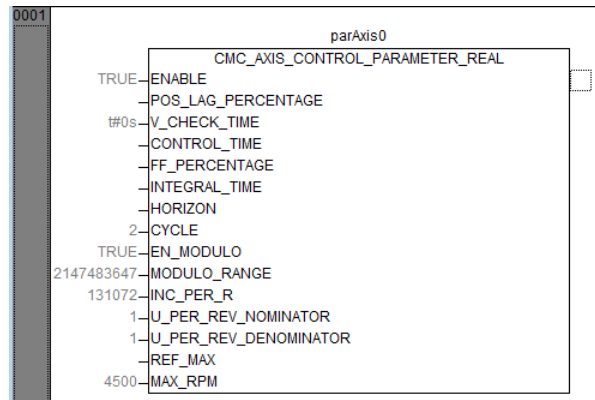 0001
parAxis0
CMC_AXIS_CONTROL_PARAMETER_REAL
TRUE ENABLE
POS_LAG_PERCENTAGE
t#0s V_CHECK_TIME
CONTROL_TIME
FF_PERCENTAGE
INTEGRAL_TIME
HORIZON
2 CYCLE
TRUE EN_MODULO
2147483647 MODULO_RANGE
131072 INC_PER_R
1 U_PER_REV_NOMINATOR
1 U_PER_REV_DENOMINATOR
REF_MAX
4500 MAX_RPM